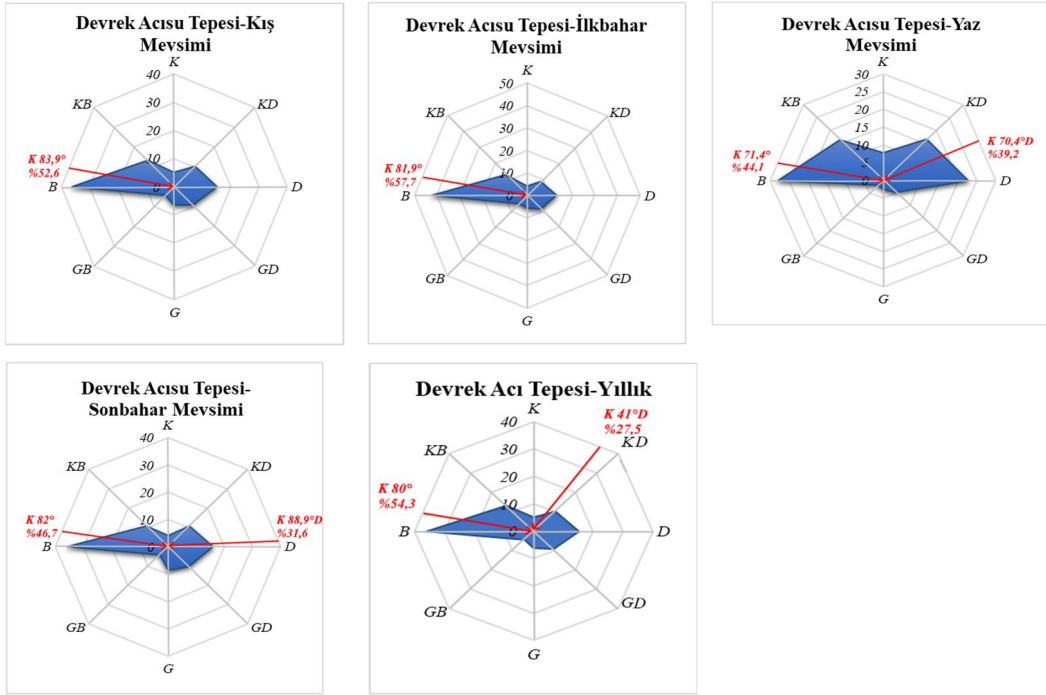 Devrek Acısu Tepesi-Kış
Mevsimi
K
40
30
20
10
0
KB
KD
K 83,9°
%52,6
B
D
GB
GD
G
Devrek Acısu Tepesi-İlkbahar
Mevsimi
K
50
40
30
20
10
0
KB
KD
K 81,9°
%57,7
B
D
GB
GD
G
Devrek Acısu Tepesi-Yaz
Mevsimi
K
30
25
20
15
10
5
0
KB
KD
K 71,4°
%44,1
K 70,4°D
%39,2
B
D
GB
GD
G
Devrek Acısu Tepesi-
Sonbahar Mevsimi
K
40
30
20
10
0
KB
KD
K 82°
%46,7
K 88,9°D
%31,6
B
D
GB
GD
G
Devrek Acı Tepesi-Yıllık
K
40
30
20
10
0
K 41°D
%27,5
KB
KD
K 80°
%54,3
B
D
GB
GD
G